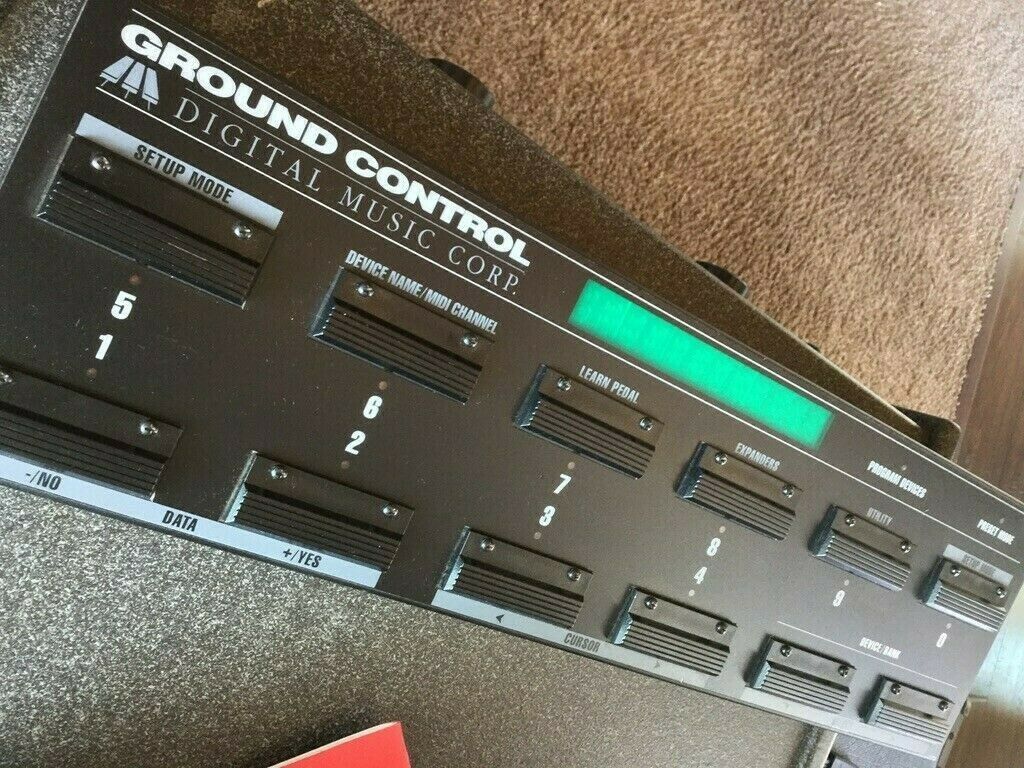 GROUND CONTROL
DIGITAL MUSIC CORP.
SETUP MODE
DEVICE NAME/MIDI CHANNEL
LEARN PEDAL
EXPANDERS
PROGRAM DEVICES
UTILITY
PRESET MODE
5
6
7
8
9
0
1
2
3
4
DEVICE/BANK
-/NO
DATA
+/YES
<
CURSOR
>